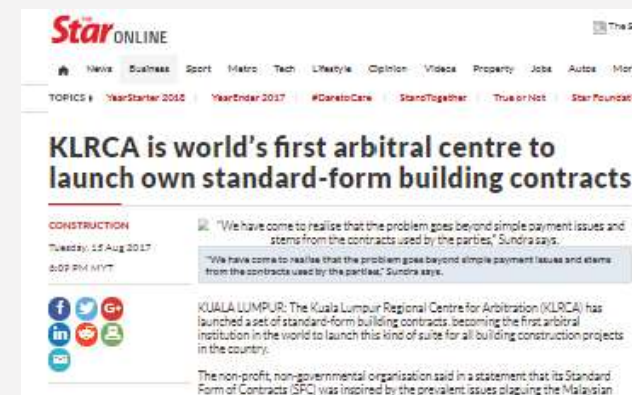 The Star ONLINE
The S
News Business Sport Metro Tech Lifestyle Opinion Videos Property Jobs Autos Mor
TOPICS YearStarter 2018 YearEnder 2017 #DaretoCare StandTogether True or Not Star Foundati
KLRCA is world's first arbitral centre to
launch own standard-form building contracts
CONSTRUCTION
Tuesday, 15 Aug 2017
6:09 PM MYT
"We have come to realise that the problem goes beyond simple payment issues and
stems from the contracts used by the parties," Sundra says.
"We have come to realise that the problem goes beyond simple payment issues and stems
from the contracts used by the parties," Sundra says.
KUALA LUMPUR: The Kuala Lumpur Regional Centre for Arbitration (KLRCA) has
launched a set of standard-form building contracts, becoming the first arbitral
institution in the world to launch this kind of suite for all building construction projects
in the country.
The non-profit, non-governmental organisation said in a statement that its Standard
Form of Contracts (SFC) was inspired by the prevalent issues plaguing the Malaysian